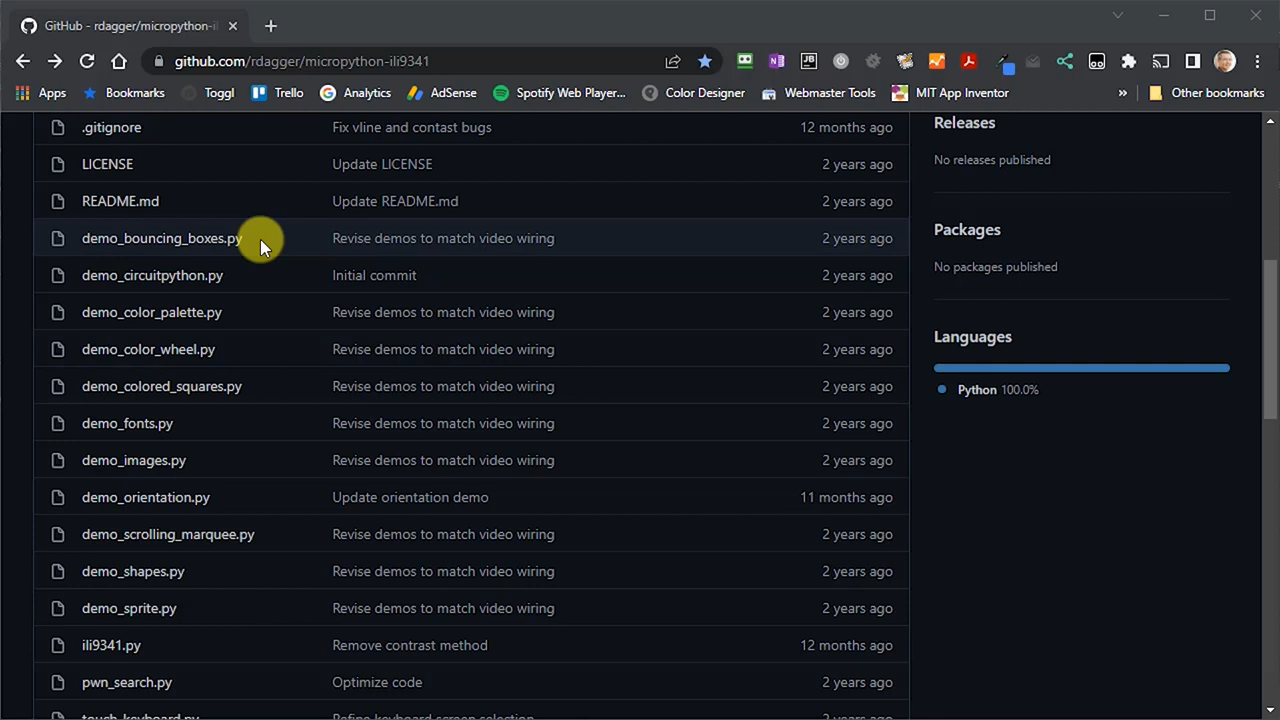 GitHub - rdagger/micropython-ili
github.com/rdagger/micropython-ili9341
Apps Bookmarks Toggl Trello Analytics AdSense Spotify Web Player... Color Designer Webmaster Tools MIT App Inventor » Other bookmarks
.gitignore Fix vline and contast bugs 12 months ago
LICENSE Update LICENSE 2 years ago
README.md Update README.md 2 years ago
demo_bouncing_boxes.py Revise demos to match video wiring 2 years ago
demo_circuitpython.py Initial commit 2 years ago
demo_color_palette.py Revise demos to match video wiring 2 years ago
demo_color_wheel.py Revise demos to match video wiring 2 years ago
demo_colored_squares.py Revise demos to match video wiring 2 years ago
demo_fonts.py Revise demos to match video wiring 2 years ago
demo_images.py Revise demos to match video wiring 2 years ago
demo_orientation.py Update orientation demo 11 months ago
demo_scrolling_marquee.py Revise demos to match video wiring 2 years ago
demo_shapes.py Revise demos to match video wiring 2 years ago
demo_sprite.py Revise demos to match video wiring 2 years ago
ili9341.py Remove contrast method 12 months ago
pwn_search.py Optimize code 2 years ago
touch_keyboard.py Refine keyboard screen selection 2 years ago
Releases
No releases published
Packages
No packages published
Languages
Python 100.0%